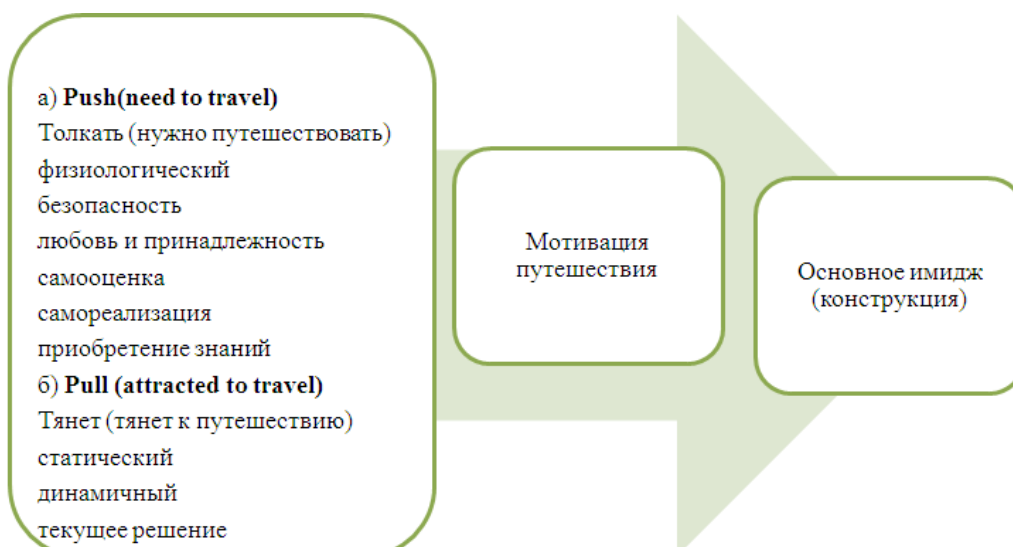 а) Push(need to travel)
Толкать (нужно путешествовать)
физиологический
безопасность
любовь и принадлежность
самооценка
самореализация
приобретение знаний
б) Pull (attracted to travel)
Тянет (тянет к путешествию)
статический
динамичный
текущее решение
Мотивация
путешествия
Основное имидж
(конструкция)